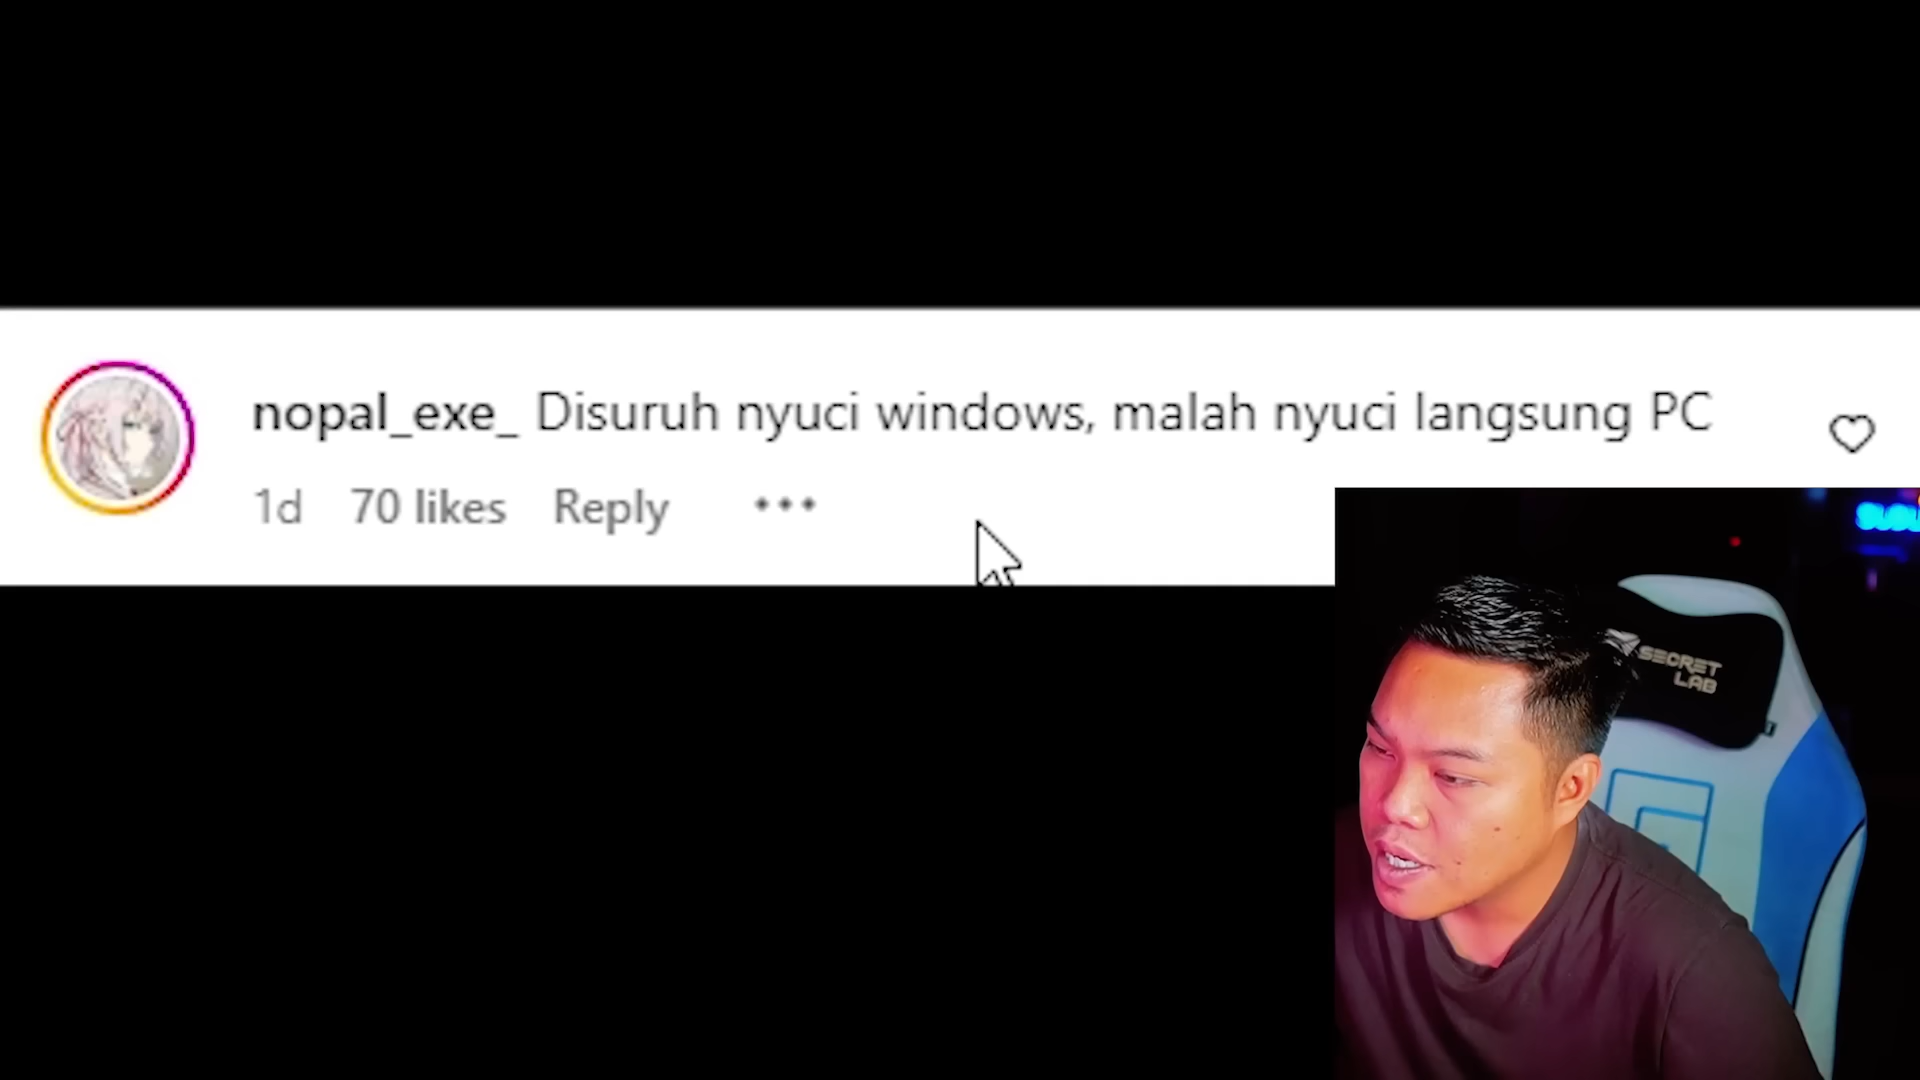 nopal_exe_ Disuruh nyuci windows, malah nyuci langsung PC
1d 70 likes Reply
SECRET
LAB